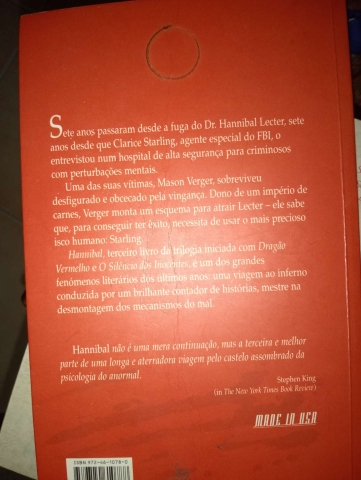 Sete anos passaram desde a fuga do Dr. Hannibal Lecter, sete
anos desde que Clarice Starling, agente especial do FBI, o
entrevistou num hospital de alta segurança para criminosos
com perturbações mentais.
Uma das suas vítimas, Mason Verger, sobreviveu
desfigurado e obcecado pela vingança. Dono de um império de
carnes, Verger monta um esquema para atrair Lecter – ele sabe
que, para conseguir ter êxito, necessita de usar o mais precioso
isco humano: Starling.
Hannibal, terceiro livro da trilogia iniciada com Dragão
Vermelho e O Silêncio dos Inocentes, é um dos grandes
fenómenos literários dos últimos anos: uma viagem ao inferno
conduzida por um brilhante contador de histórias, mestre na
desmontagem dos mecanismos do mal.
Hannibal não é uma mera continuação, mas a terceira e melhor
parte de uma longa e aterradora viagem pelo castelo assombrado da
psicologia do anormal.
Stephen King
(in The New York Times Book Review)
MADE IN USA
ISBN 972-46-1078-0